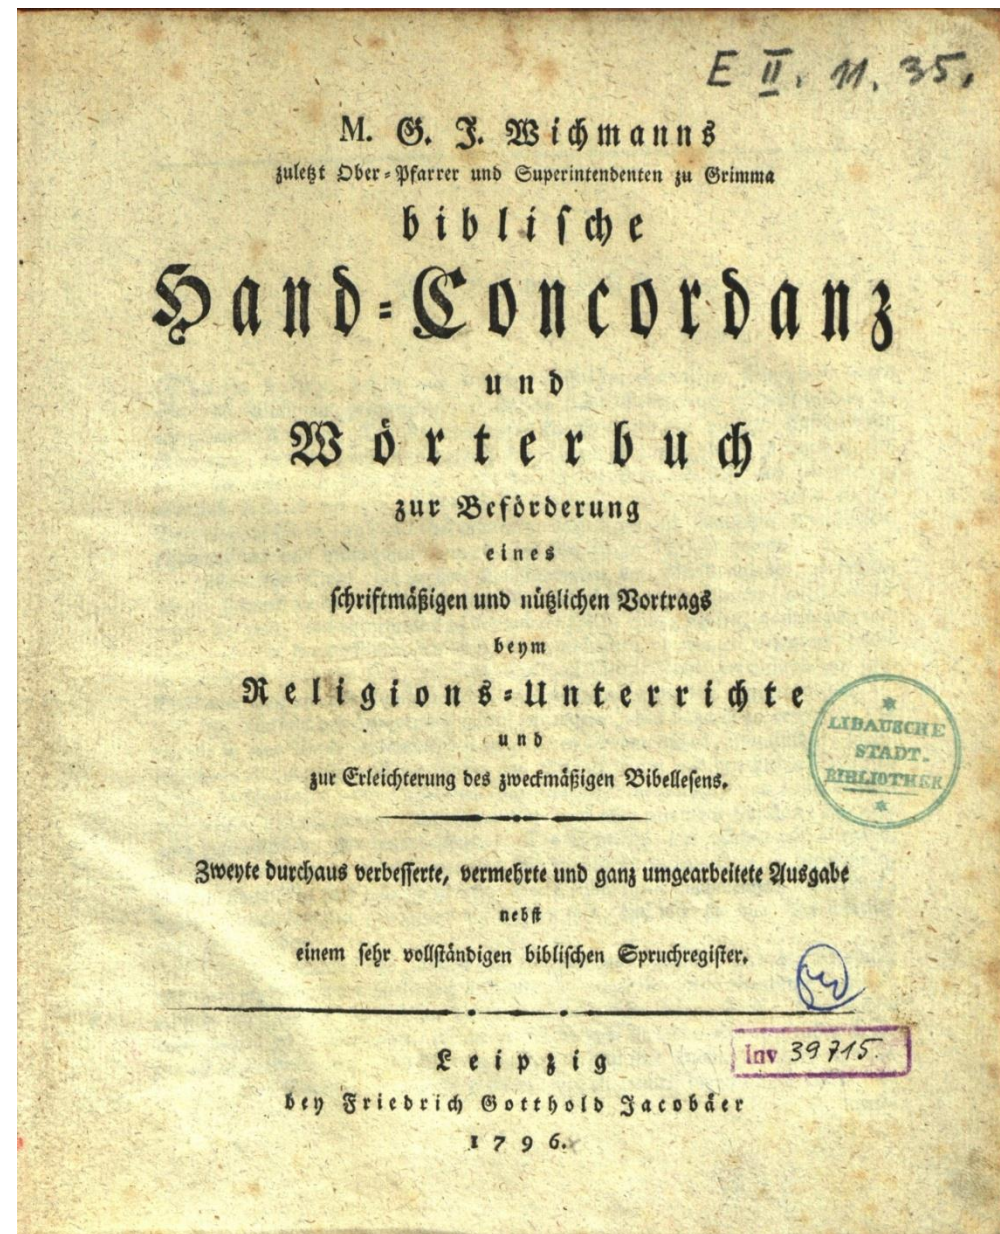 E II. 11. 35.
M. G. J. Wichmanns
zuletzt Ober-Pfarrer und Superintendenten zu Grimma
biblische
Hand-Concordanz
und
Wörterbuch
zur Beförderung
eines
schriftmäßigen und nützlichen Vortrags
beym
Religions-Unterrichte
und
zur Erleichterung des zweckmäßigen Bibellesens.
LIBAUSCHE
STADT-
BIBLIOTHEK
Zweyte durchaus verbesserte, vermehrte und ganz umgearbeitete Ausgabe
nebst
einem sehr vollständigen biblischen Spruchregister.
Leipzig
bey Friedrich Gotthold Jacobäer
1796.
Inv 39715.